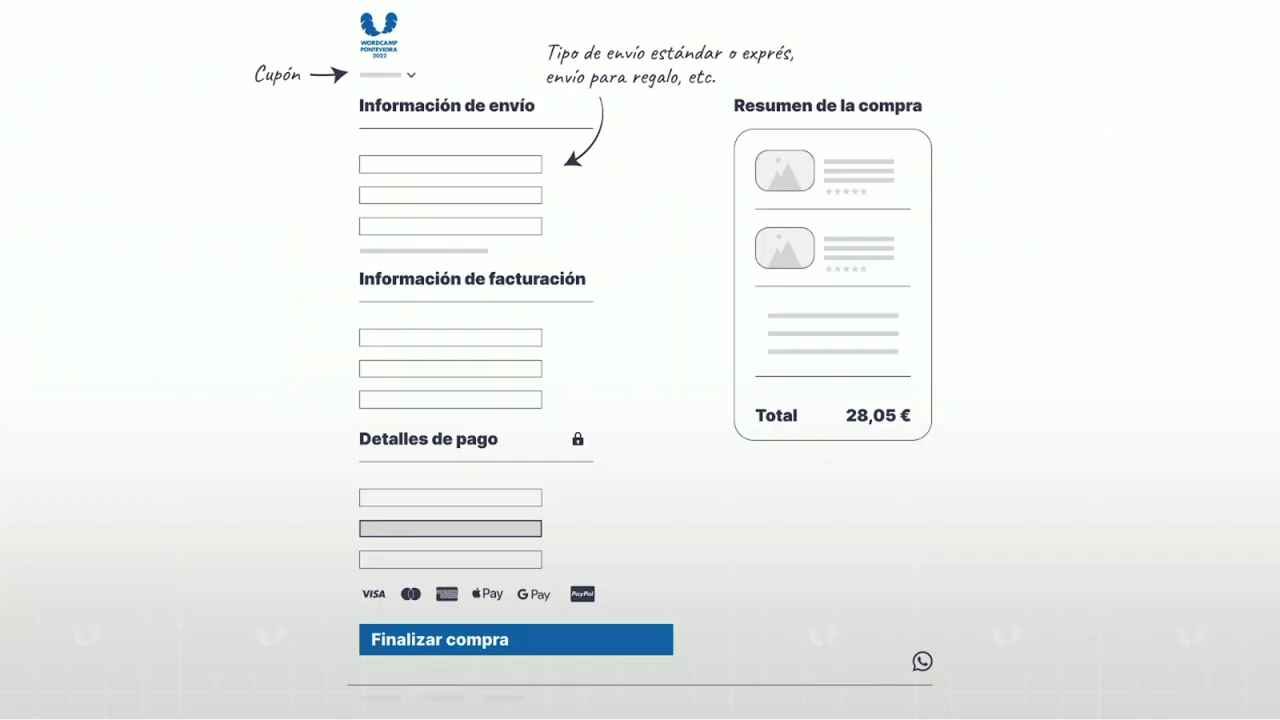 WORDCAMP
PONTEVEDRA
2022
Cupón
Tipo de envío estándar o exprés,
envío para regalo, etc.
Información de envío
Información de facturación
Detalles de pago
VISA
Pay
G Pay
PayPal
Finalizar compra
Resumen de la compra
Total 28,05 €